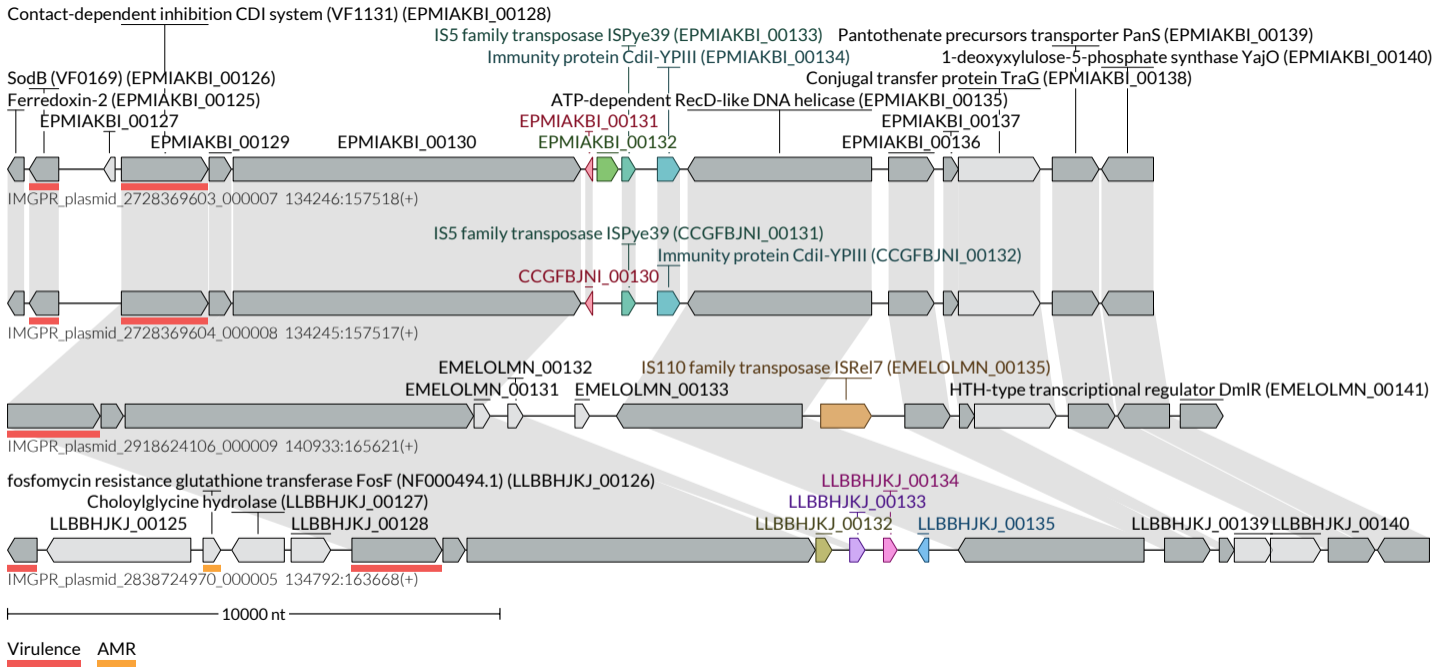 Contact-dependent inhibition CDI system (VF1131) (EPMIAKBI_00128)
IS5 family transposase ISPye39 (EPMIAKBI_00133) Pantothenate precursors transporter PanS (EPMIAKBI_00139)
Immunity protein CdiI-YPIII (EPMIAKBI_00134) 1-deoxyxylulose-5-phosphate synthase YajO (EPMIAKBI_00140)
SodB (VF0169) (EPMIAKBI_00126) Conjugal transfer protein TraG (EPMIAKBI_00138)
Ferredoxin-2 (EPMIAKBI_00125) ATP-dependent RecD-like DNA helicase (EPMIAKBI_00135)
EPMIAKBI_00127 EPMIAKBI_00131 EPMIAKBI_00137
EPMIAKBI_00129 EPMIAKBI_00130 EPMIAKBI_00132 EPMIAKBI_00136
IMGPR_plasmid_2728369603_000007 134246:157518(+)
IS5 family transposase ISPye39 (CCGFBJNI_00131)
Immunity protein CdiI-YPIII (CCGFBJNI_00132)
CCGFBJNI_00130
IMGPR_plasmid_2728369604_000008 134245:157517(+)
EMELOLMN_00132 IS110 family transposase ISRel7 (EMELOLMN_00135)
EMELOLMN_00131 EMELOLMN_00133 HTH-type transcriptional regulator DmlR (EMELOLMN_00141)
IMGPR_plasmid_2918624106_000009 140933:165621(+)
fosfomycin resistance glutathione transferase FosF (NF000494.1) (LLBBHJKJ_00126) LLBBHJKJ_00134
Choloylglycine hydrolase (LLBBHJKJ_00127) LLBBHJKJ_00133
LLBBHJKJ_00125 LLBBHJKJ_00128 LLBBHJKJ_00132 LLBBHJKJ_00135 LLBBHJKJ_00139 LLBBHJKJ_00140
IMGPR_plasmid_2838724970_000005 134792:163668(+)
10000 nt
Virulence AMR